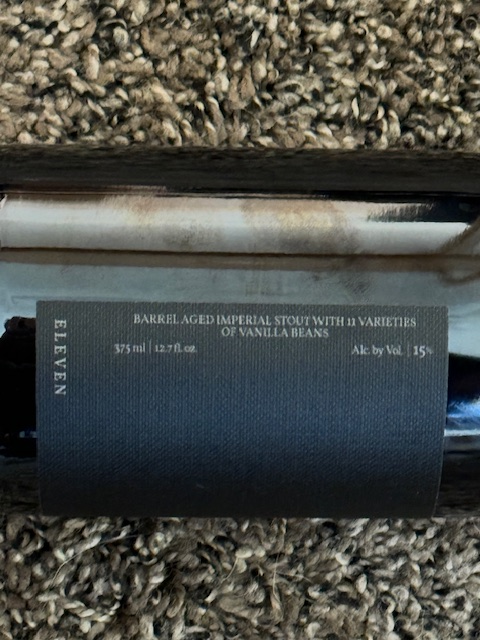 ELEVEN
BARREL AGED IMPERIAL STOUT WITH 11 VARIETIES
OF VANILLA BEANS
375 ml | 12.7 fl. oz.
Alc. by Vol. | 15%